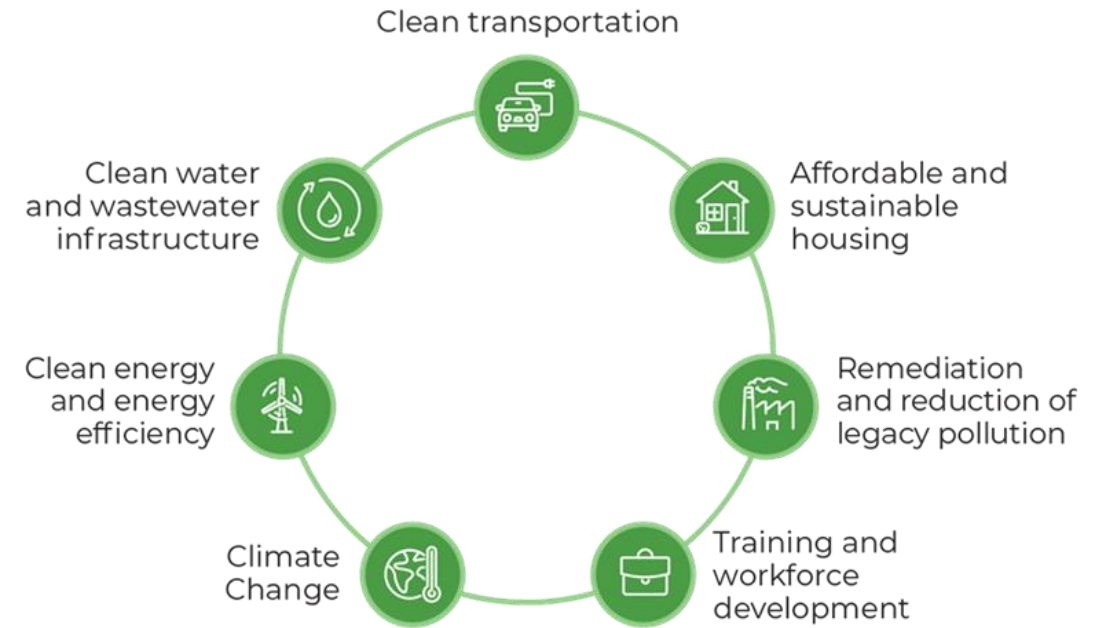 Clean transportation
Affordable and
sustainable
housing
Remediation
and reduction of
legacy pollution
Training and
workforce
development
Climate
Change
Clean energy
and energy
efficiency
Clean water
and wastewater
infrastructure